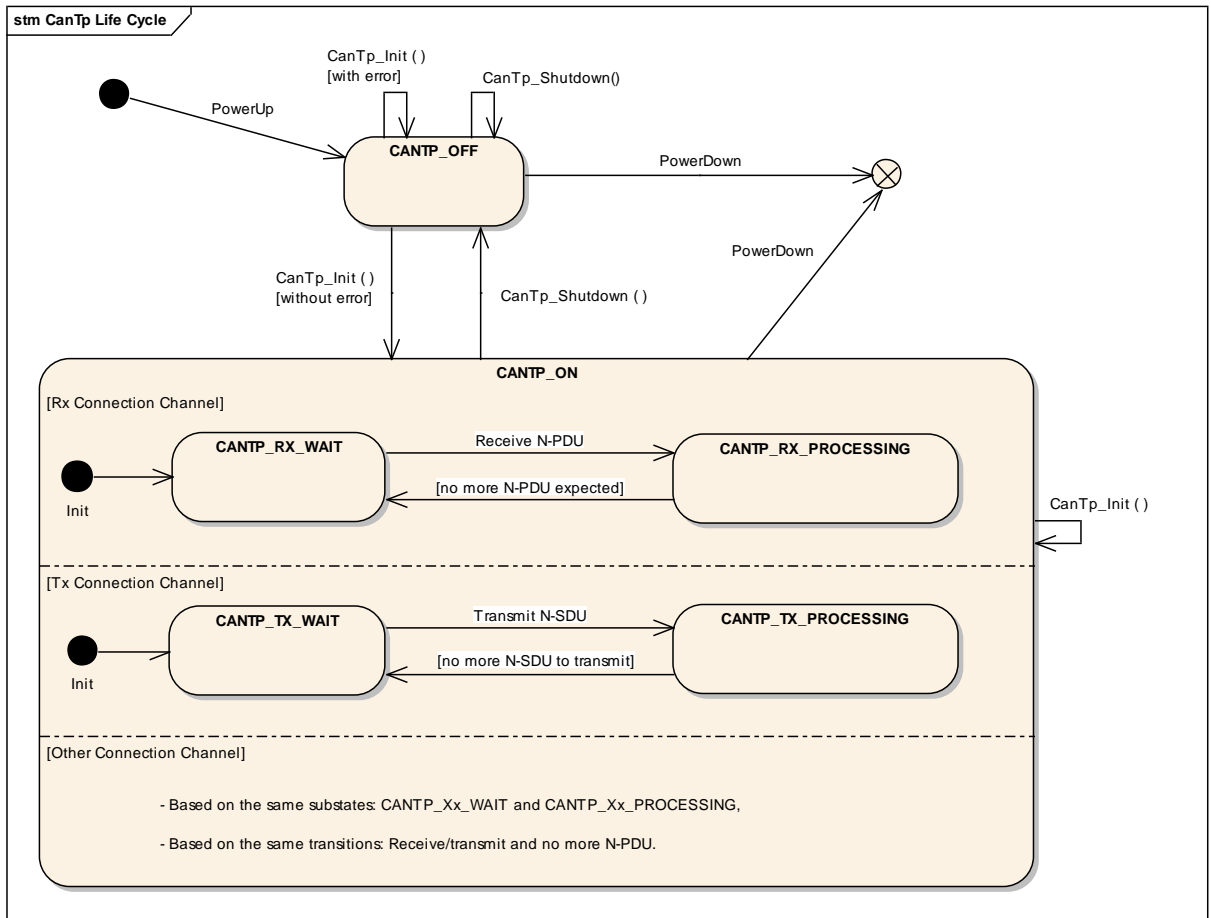 stm CanTp Life Cycle
CanTp_Init ( )
[with error]
CanTp_Shutdown()
PowerUp
CANTP_OFF
PowerDown
PowerDown
CanTp_Init ( )
[without error]
CanTp_Shutdown ( )
CANTP_ON
[Rx Connection Channel]
CANTP_RX_WAIT
Receive N-PDU
CANTP_RX_PROCESSING
[no more N-PDU expected]
Init
CanTp_Init ( )
[Tx Connection Channel]
CANTP_TX_WAIT
Transmit N-SDU
CANTP_TX_PROCESSING
[no more N-SDU to transmit]
Init
[Other Connection Channel]
- Based on the same substates: CANTP_Xx_WAIT and CANTP_Xx_PROCESSING,
- Based on the same transitions: Receive/transmit and no more N-PDU.